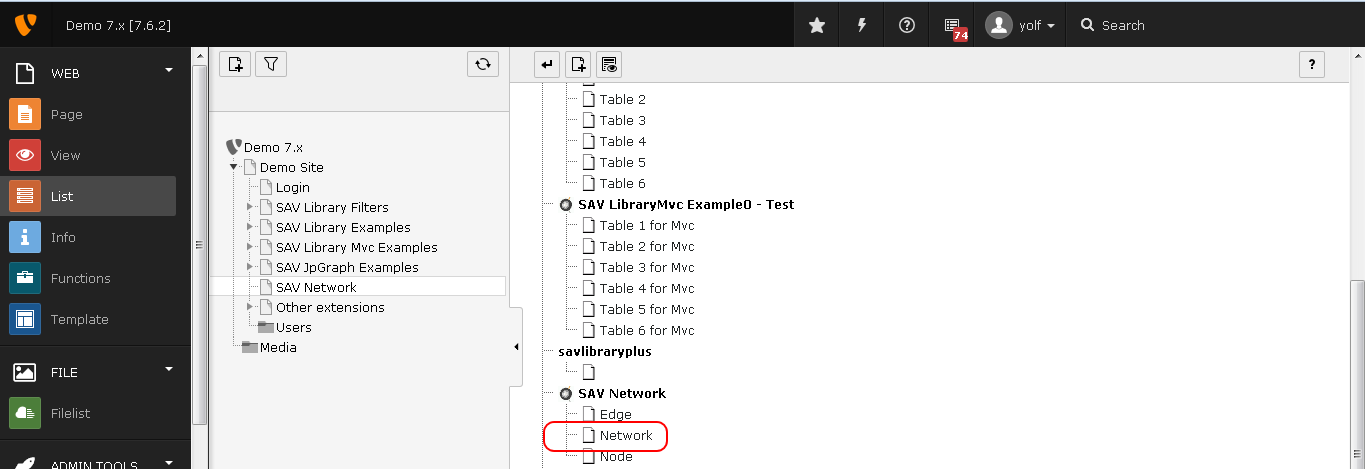 Demo 7.x [7.6.2]
74
yolf
Search
WEB
Page
View
List
Info
Functions
Template
FILE
Filelist
ADMIN TOOLS
Demo 7.x
Demo Site
Login
SAV Library Filters
SAV Library Examples
SAV Library Mvc Examples
SAV JpGraph Examples
SAV Network
Other extensions
Users
Media
?
Table 2
Table 3
Table 4
Table 5
Table 6
SAV LibraryMvc Example0 - Test
Table 1 for Mvc
Table 2 for Mvc
Table 3 for Mvc
Table 4 for Mvc
Table 5 for Mvc
Table 6 for Mvc
savlibraryplus
SAV Network
Edge
Network
Node